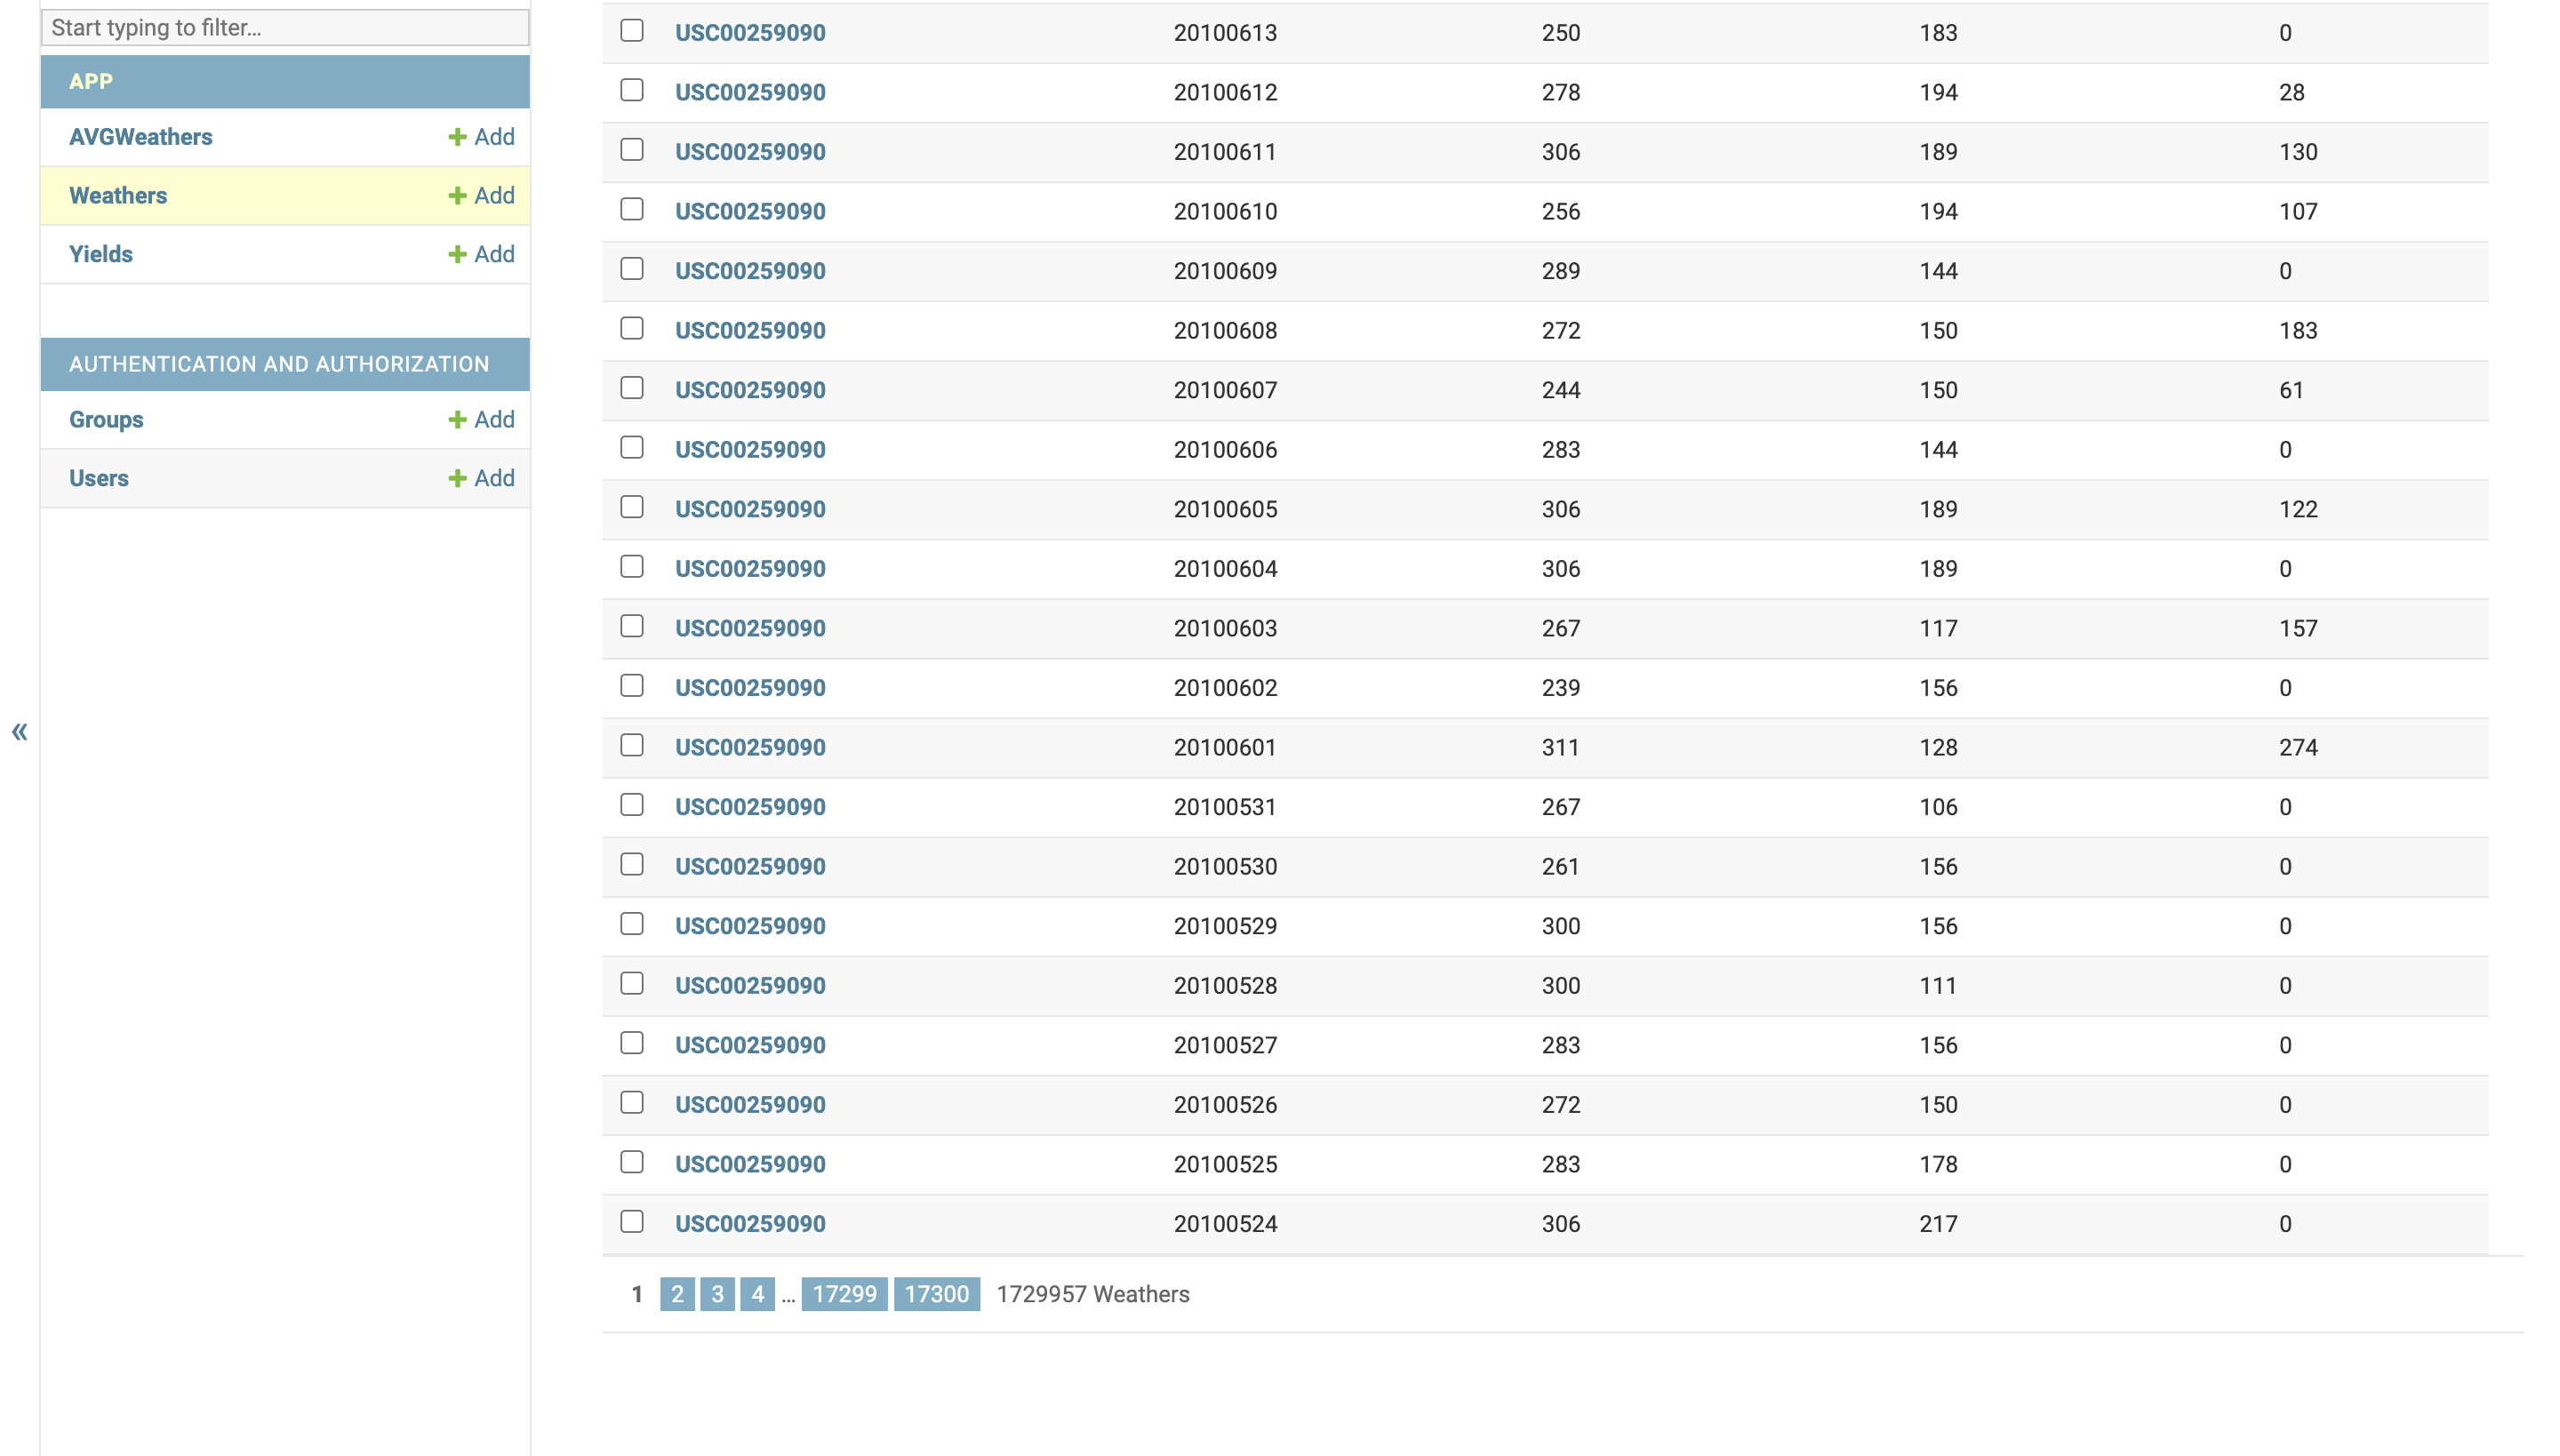 Start typing to filter...
APP
AVGWeathers + Add
Weathers + Add
Yields + Add
AUTHENTICATION AND AUTHORIZATION
Groups + Add
Users + Add
«
USC00259090 20100613 250 183 0
USC00259090 20100612 278 194 28
USC00259090 20100611 306 189 130
USC00259090 20100610 256 194 107
USC00259090 20100609 289 144 0
USC00259090 20100608 272 150 183
USC00259090 20100607 244 150 61
USC00259090 20100606 283 144 0
USC00259090 20100605 306 189 122
USC00259090 20100604 306 189 0
USC00259090 20100603 267 117 157
USC00259090 20100602 239 156 0
USC00259090 20100601 311 128 274
USC00259090 20100531 267 106 0
USC00259090 20100530 261 156 0
USC00259090 20100529 300 156 0
USC00259090 20100528 300 111 0
USC00259090 20100527 283 156 0
USC00259090 20100526 272 150 0
USC00259090 20100525 283 178 0
USC00259090 20100524 306 217 0
1 2 3 4 ... 17299 17300 1729957 Weathers